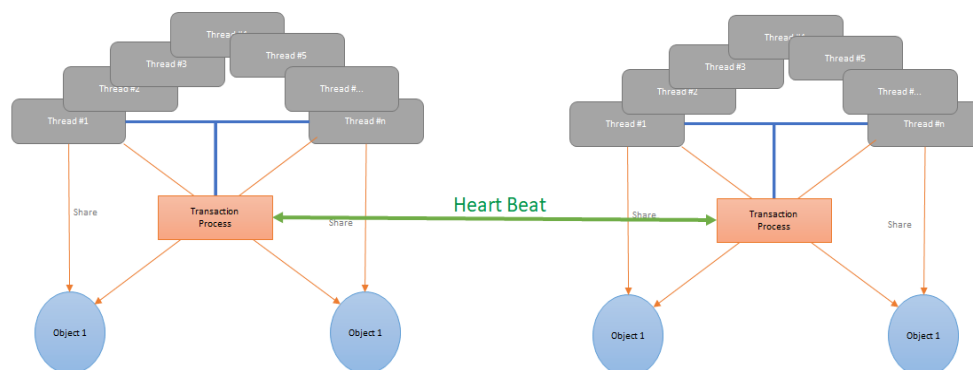 Thread #5
Thread #3
Thread #...
Thread #2
Thread #1
Thread #n
Share
Transaction
Process
Share
Object 1
Object 1
Heart Beat
Thread #5
Thread #3
Thread #...
Thread #2
Thread #1
Thread #n
Share
Transaction
Process
Share
Object 1
Object 1